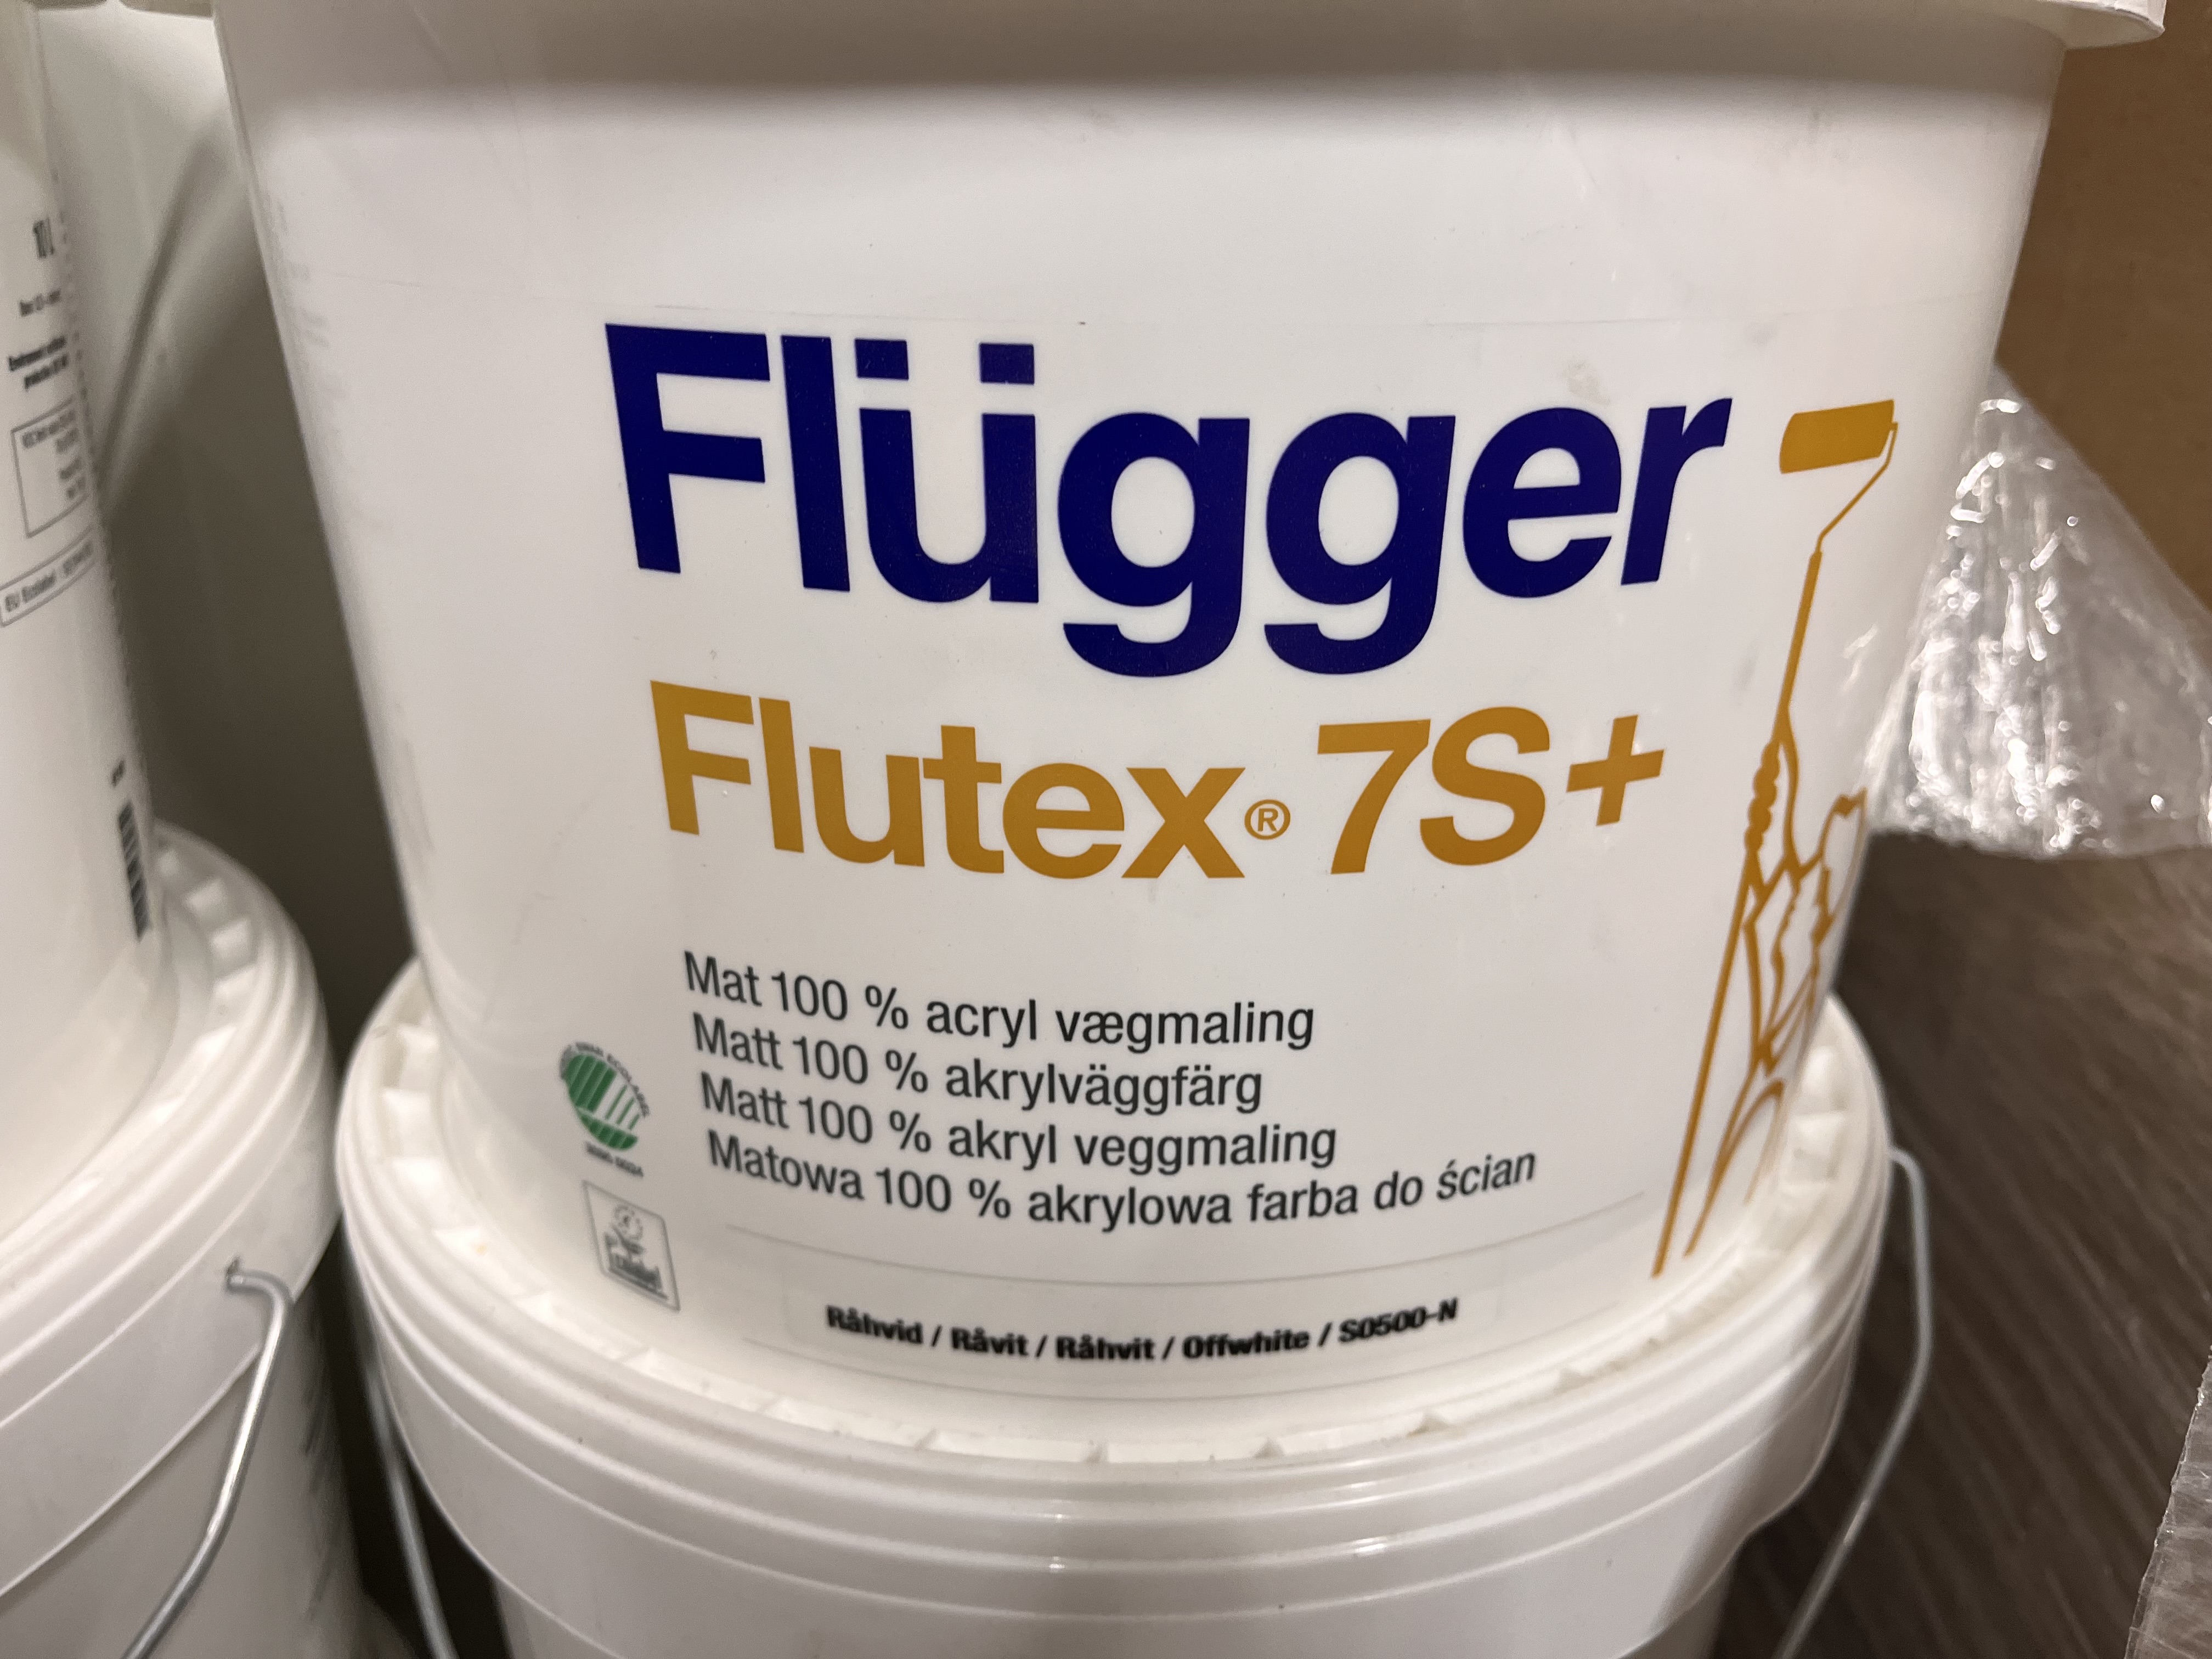 10 L
Flügger
Flutex® 7S+
Mat 100 % acryl vægmaling
Matt 100 % akrylväggfärg
Matt 100 % akryl veggmaling
Matowa 100 % akrylowa farba do ścian
Råhvid / Råvit / Råhvit / Offwhite / S0500-N